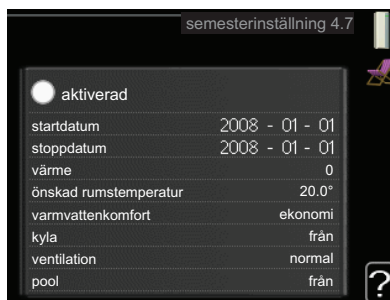 semesterinställning 4.7
aktiverad
startdatum 2008 - 01 - 01
stoppdatum 2008 - 01 - 01
värme 0
önskad rumstemperatur 20.0°
varmvattenkomfort ekonomi
kyla från
ventilation normal
pool från
?